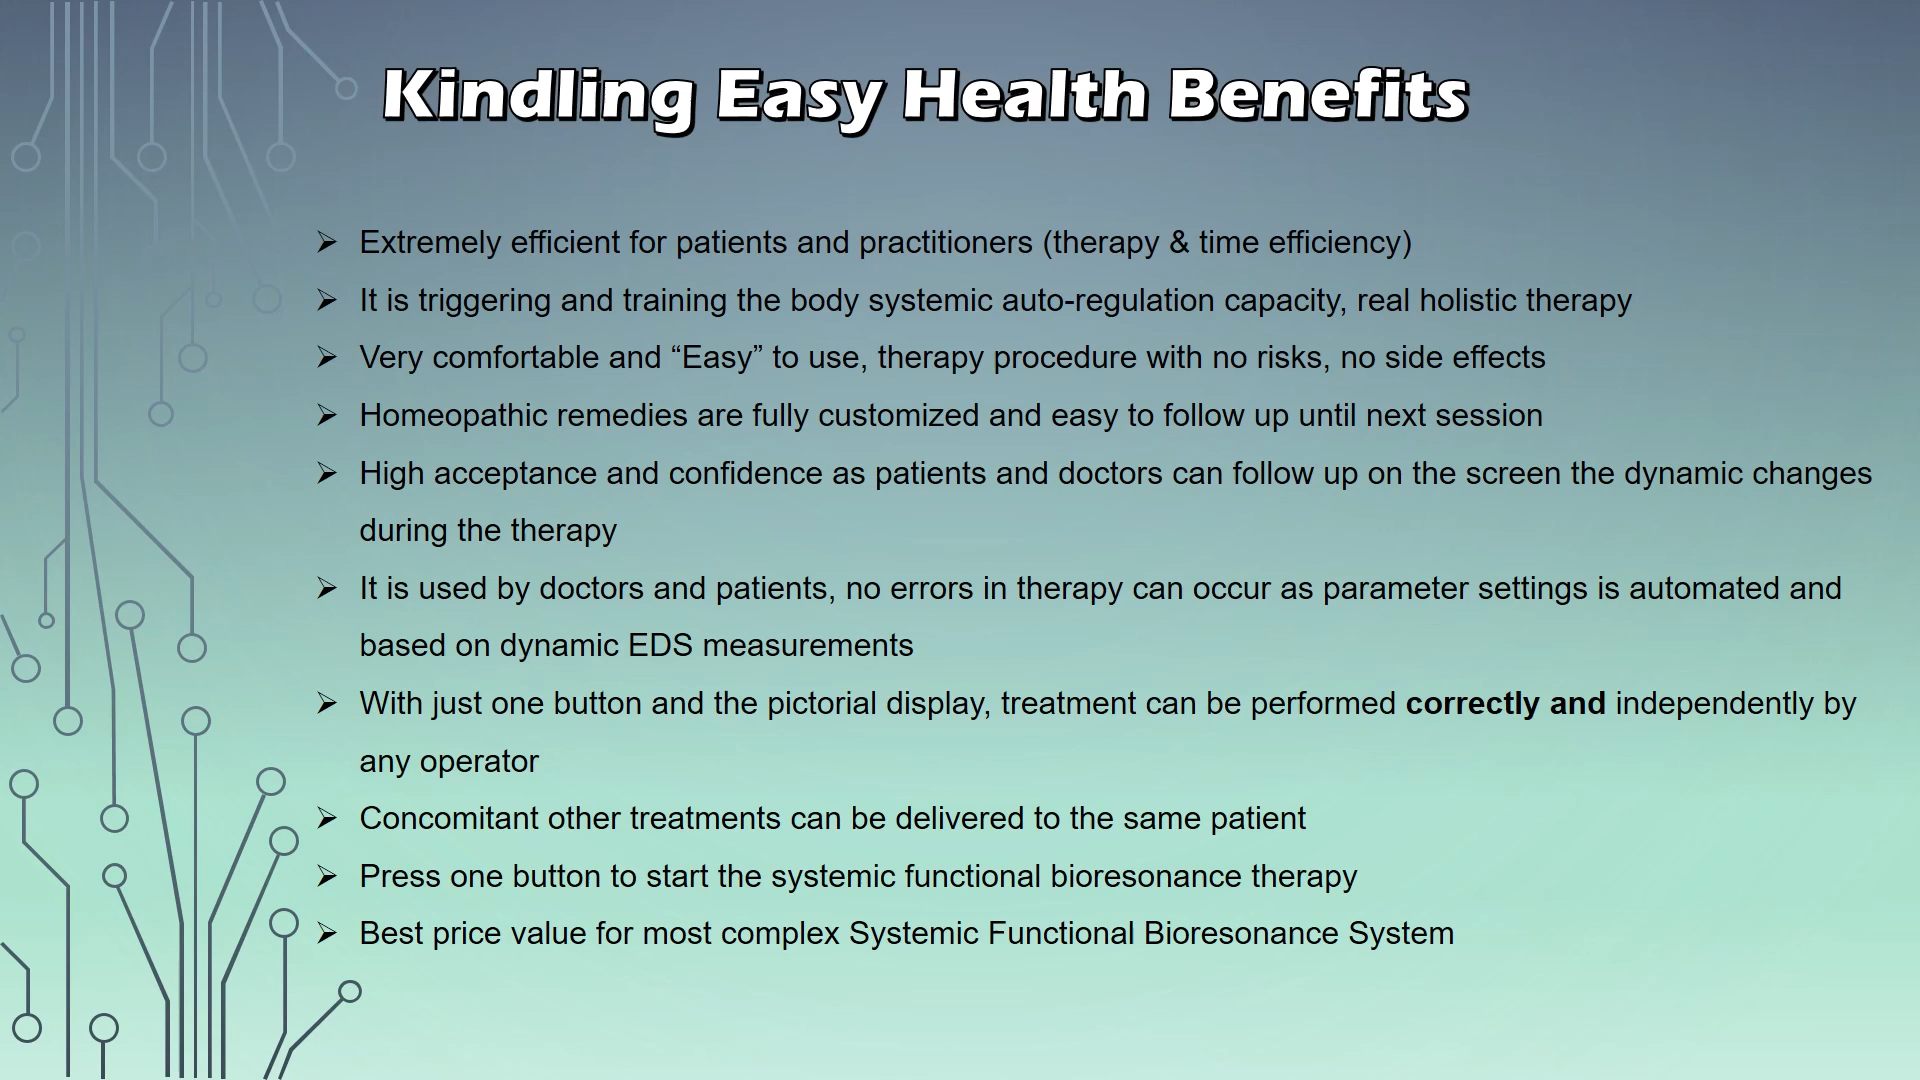 Kindling Easy Health Benefits
➢ Extremely efficient for patients and practitioners (therapy & time efficiency)
➢ It is triggering and training the body systemic auto-regulation capacity, real holistic therapy
➢ Very comfortable and “Easy” to use, therapy procedure with no risks, no side effects
➢ Homeopathic remedies are fully customized and easy to follow up until next session
➢ High acceptance and confidence as patients and doctors can follow up on the screen the dynamic changes
during the therapy
➢ It is used by doctors and patients, no errors in therapy can occur as parameter settings is automated and
based on dynamic EDS measurements
➢ With just one button and the pictorial display, treatment can be performed correctly and independently by
any operator
➢ Concomitant other treatments can be delivered to the same patient
➢ Press one button to start the systemic functional bioresonance therapy
➢ Best price value for most complex Systemic Functional Bioresonance System